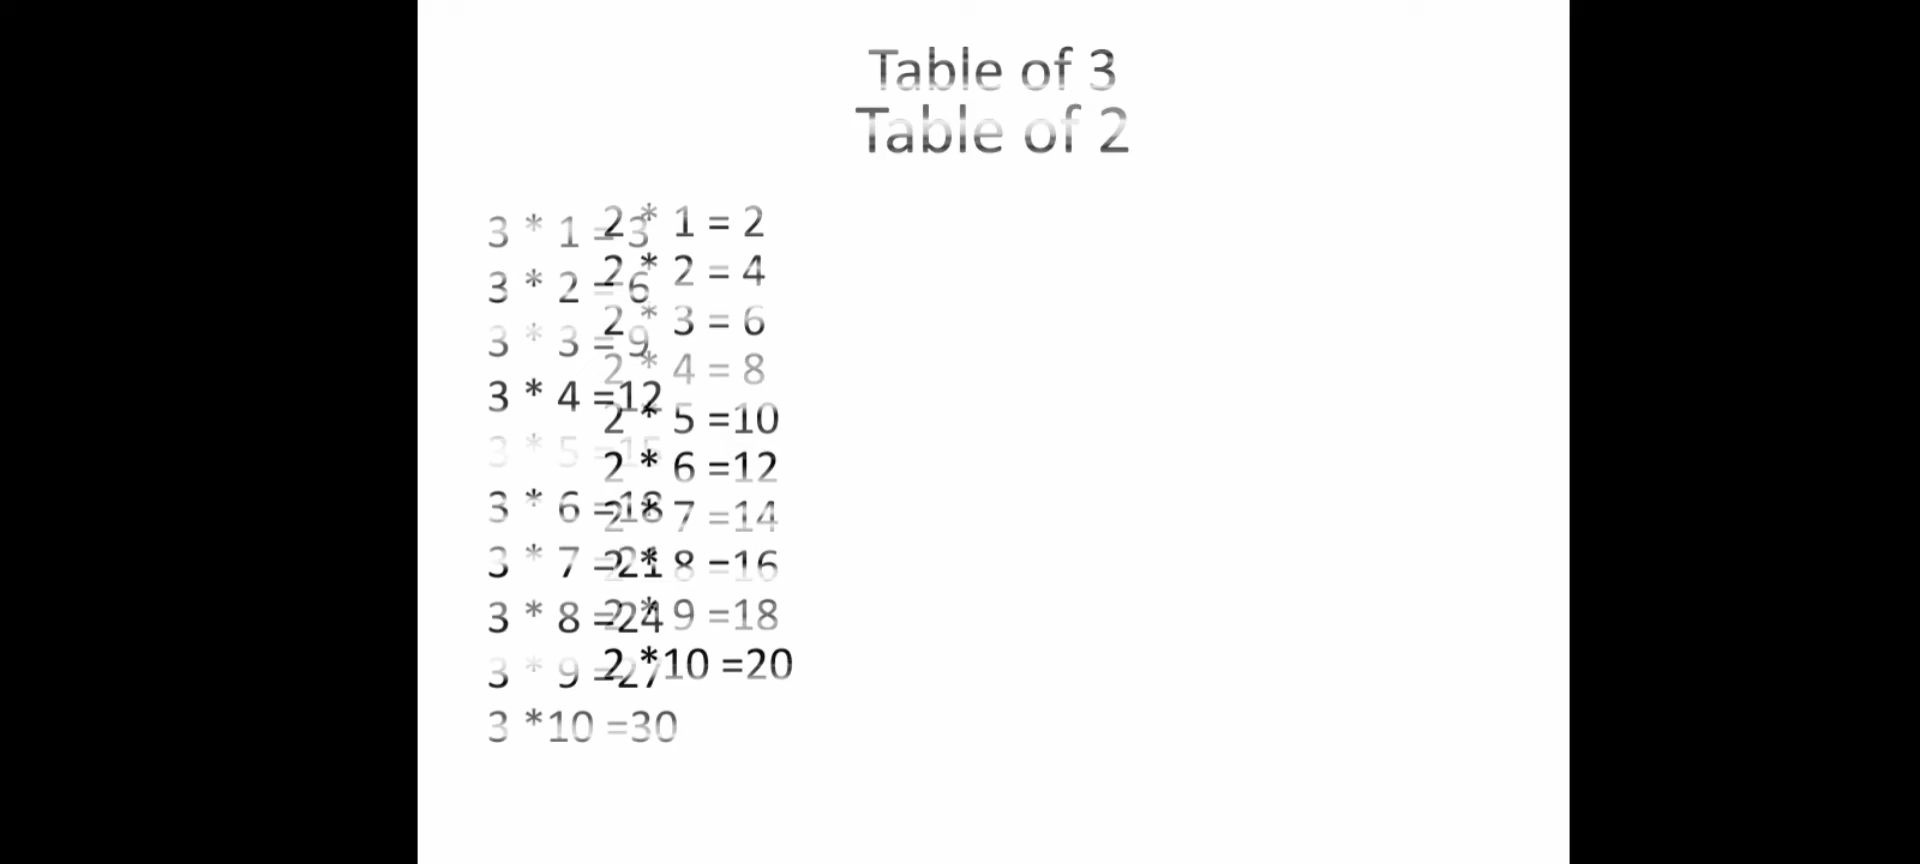 Table of 3
Table of 2
3 * 1 = 3
3 * 2 = 6
3 * 3 = 9
3 * 4 =12
3 * 5 =15
3 * 6 =18
3 * 7 =21
3 * 8 =24
3 * 9 =27
3 *10 =30
2 * 1 = 2
2 * 2 = 4
2 * 3 = 6
2 * 4 = 8
2 * 5 =10
2 * 6 =12
2 * 7 =14
2 * 8 =16
2 * 9 =18
2 *10 =20